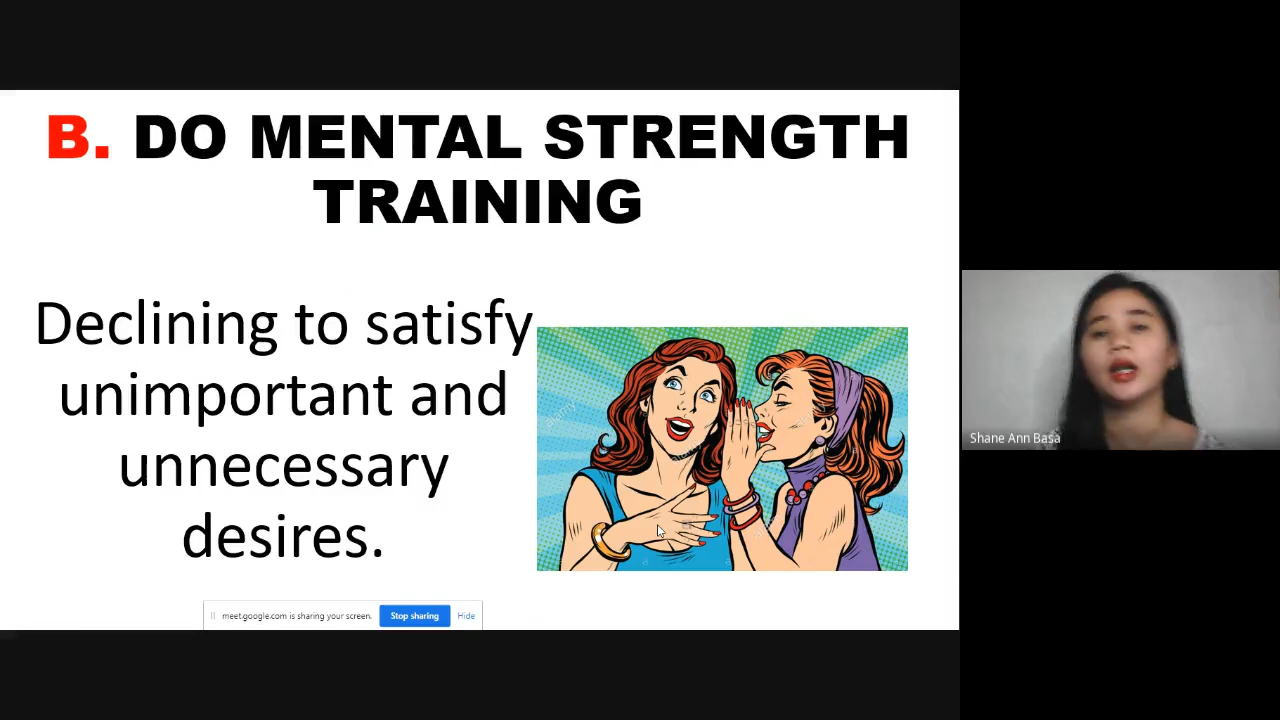 B. DO MENTAL STRENGTH
TRAINING
Declining to satisfy
unimportant and
unnecessary
desires.
meet.google.com is sharing your screen.
Stop sharing
Hide
Shane Ann Basa